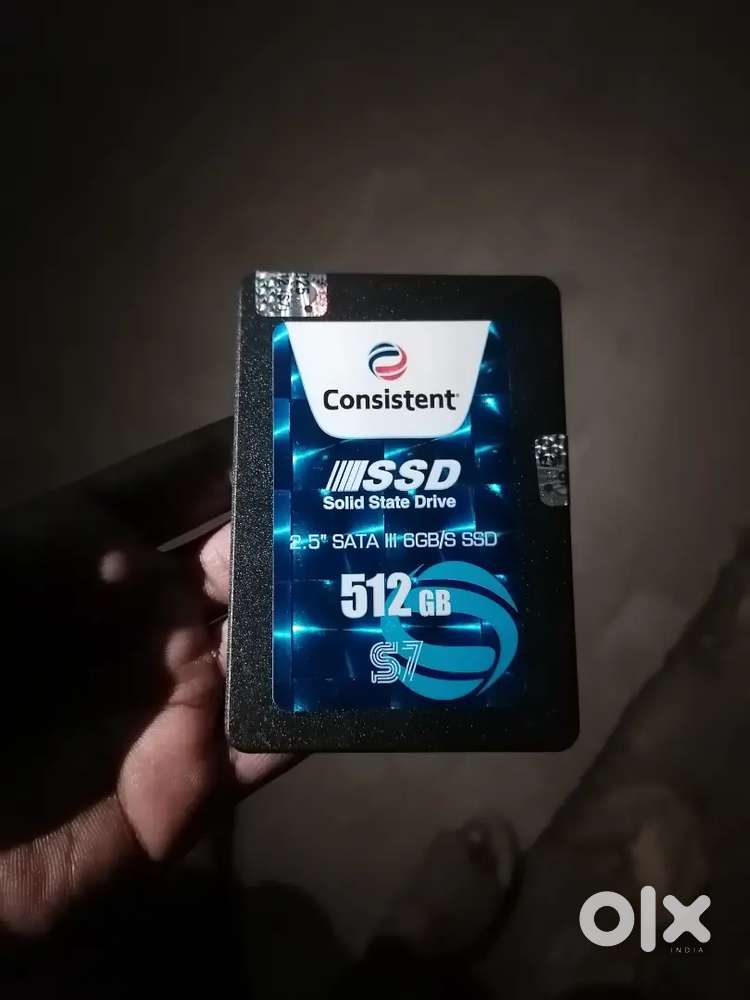 Consistent
SSD
Solid State Drive
2.5" SATA III 6GB/S SSD
512 GB
S7
olx
INDIA